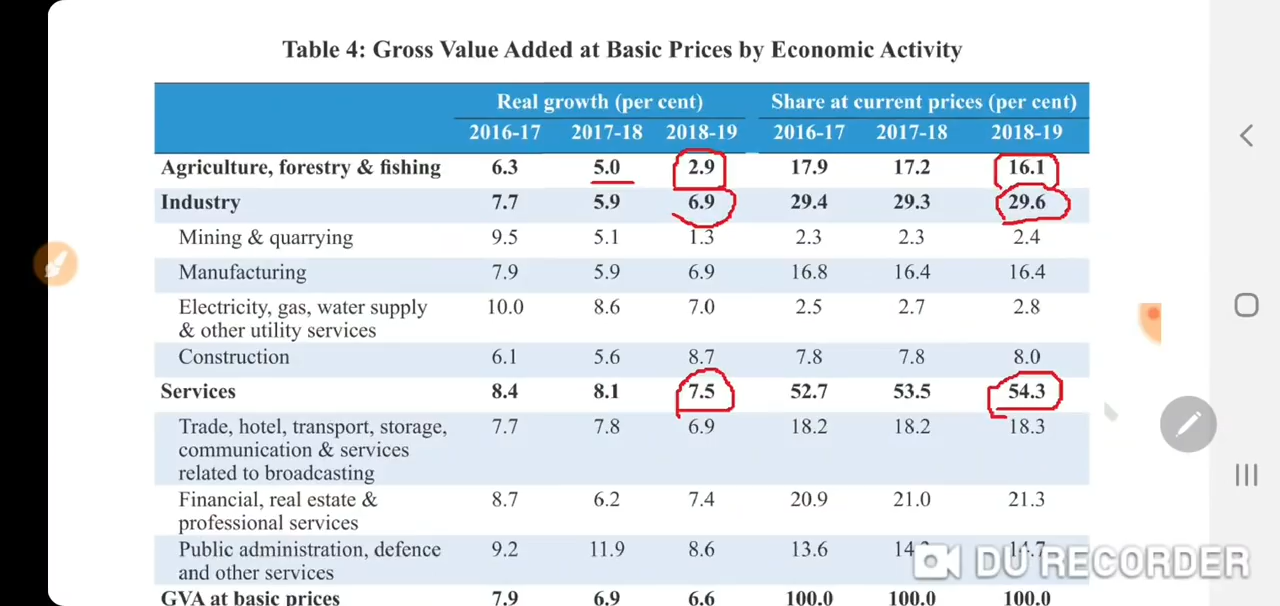 Table 4: Gross Value Added at Basic Prices by Economic Activity
Real growth (per cent) Share at current prices (per cent)
2016-17 2017-18 2018-19 2016-17 2017-18 2018-19
Agriculture, forestry & fishing 6.3 5.0 2.9 17.9 17.2 16.1
Industry 7.7 5.9 6.9 29.4 29.3 29.6
Mining & quarrying 9.5 5.1 1.3 2.3 2.3 2.4
Manufacturing 7.9 5.9 6.9 16.8 16.4 16.4
Electricity, gas, water supply 10.0 8.6 7.0 2.5 2.7 2.8
& other utility services
Construction 6.1 5.6 8.7 7.8 7.8 8.0
Services 8.4 8.1 7.5 52.7 53.5 54.3
Trade, hotel, transport, storage, 7.7 7.8 6.9 18.2 18.2 18.3
communication & services
related to broadcasting
Financial, real estate & 8.7 6.2 7.4 20.9 21.0 21.3
professional services
Public administration, defence 9.2 11.9 8.6 13.6 14.7
and other services
DU RECORDER
GVA at basic prices 7.9 6.9 6.6 100.0 100.0 100.0